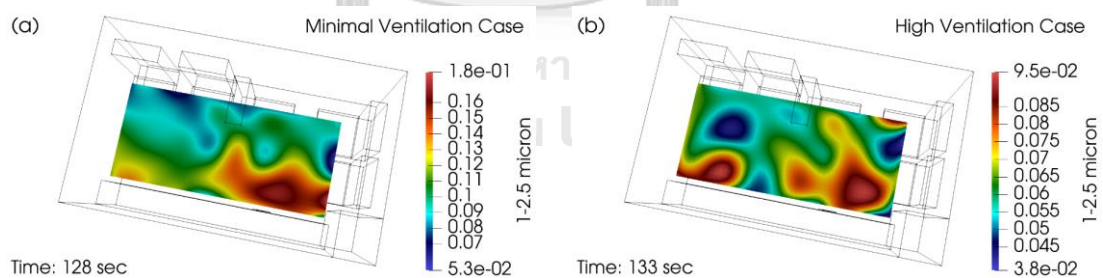 (a)
Minimal Ventilation Case
1.8e-01
0.16
0.15
0.14
0.13
0.12
0.11
0.1
0.09
0.08
0.07
5.3e-02
1-2.5 micron
Time: 128 sec
(b)
High Ventilation Case
9.5e-02
0.085
0.08
0.075
0.07
0.065
0.06
0.055
0.05
0.045
3.8e-02
1-2.5 micron
Time: 133 sec